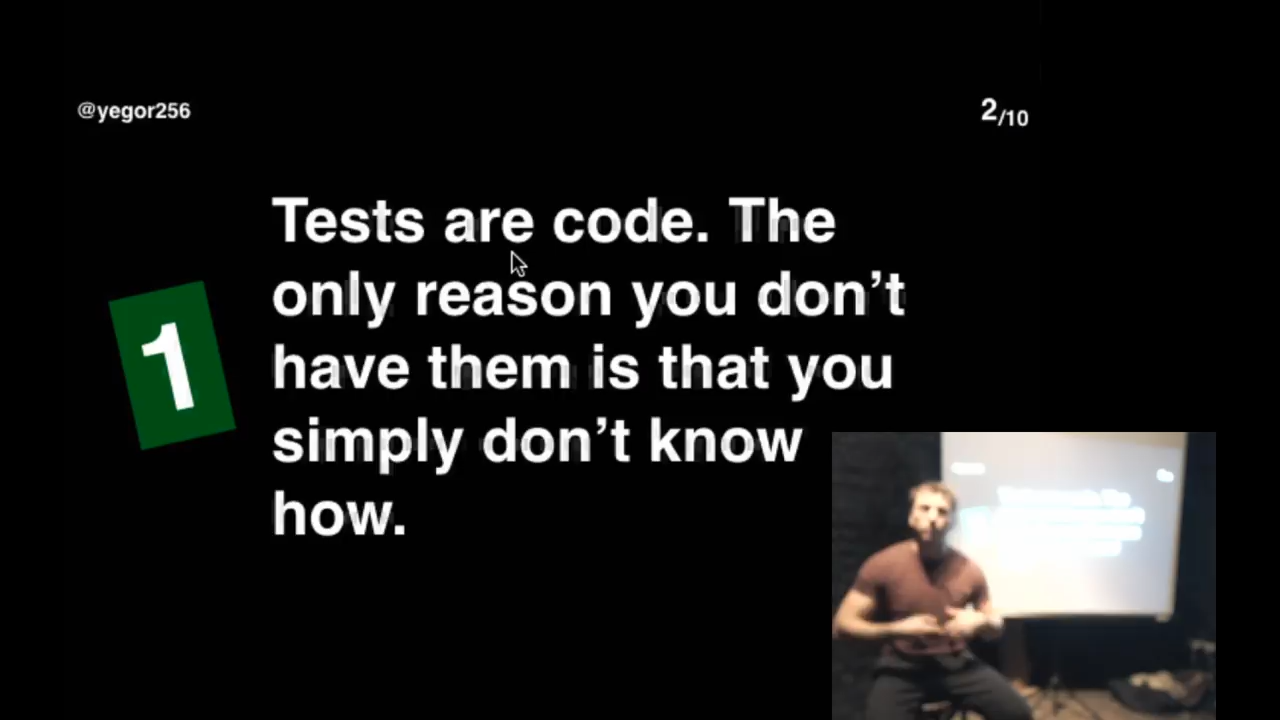 @yegor256
2/10
1
Tests are code. The
only reason you don’t
have them is that you
simply don’t know
how.